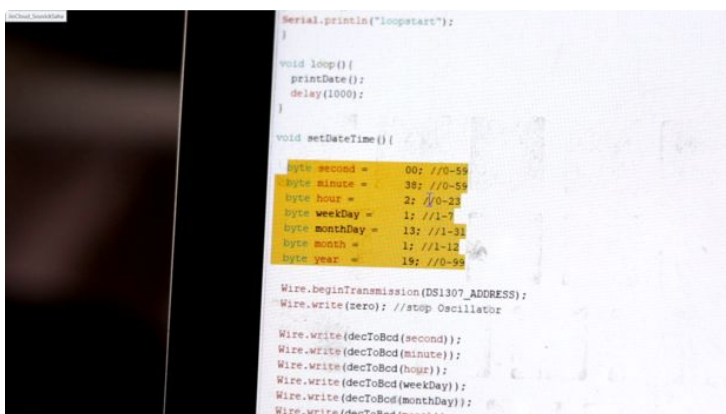 Serial.println("loopstart");
}
void loop(){
printDate();
delay(1000);
}
void setDateTime(){
byte second = 00; //0-59
byte minute = 38; //0-59
byte hour = 2; //0-23
byte weekDay = 1; //1-7
byte monthDay = 13; //1-31
byte month = 1; //1-12
byte year = 19; //0-99
Wire.beginTransmission(DS1307_ADDRESS);
Wire.write(zero); //stop Oscillator
Wire.write(decToBcd(second));
Wire.write(decToBcd(minute));
Wire.write(decToBcd(hour));
Wire.write(decToBcd(weekDay));
Wire.write(decToBcd(monthDay));